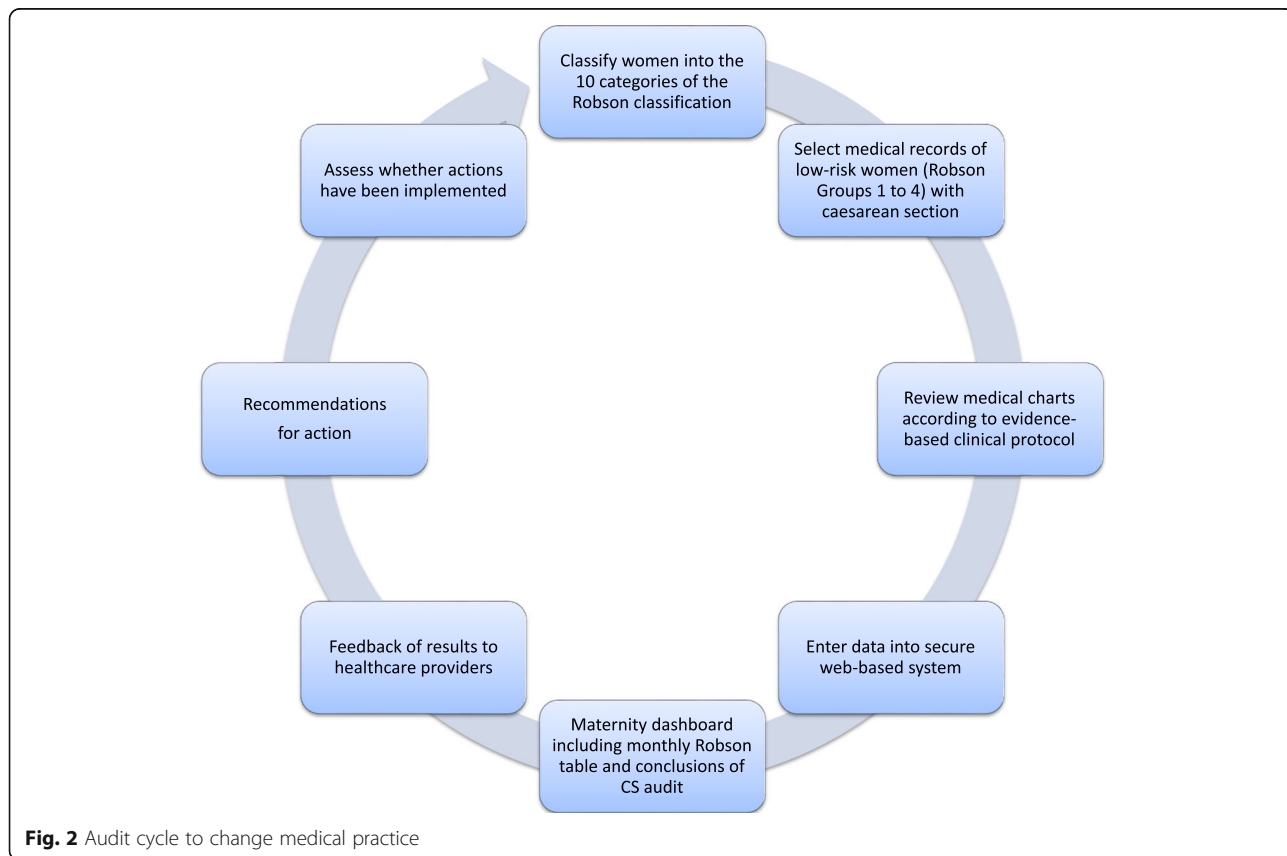 Classify women into the
10 categories of the
Robson classification
Select medical records of
low-risk women (Robson
Groups 1 to 4) with
caesarean section
Review medical charts
according to evidence-
based clinical protocol
Enter data into secure
web-based system
Maternity dashboard
including monthly Robson
table and conclusions of
CS audit
Feedback of results to
healthcare providers
Recommendations
for action
Assess whether actions
have been implemented
Fig. 2 Audit cycle to change medical practice